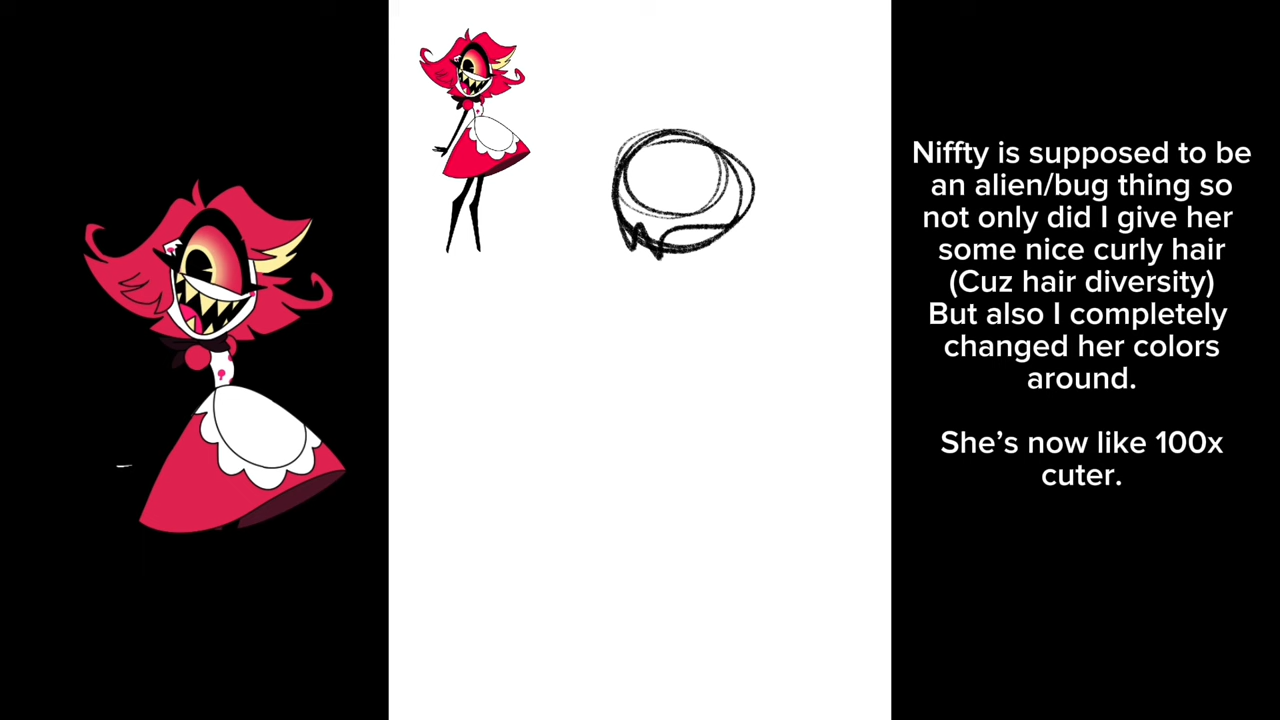 Niffty is supposed to be
an alien/bug thing so
not only did I give her
some nice curly hair
(Cuz hair diversity)
But also I completely
changed her colors
around.
She’s now like 100x
cuter.